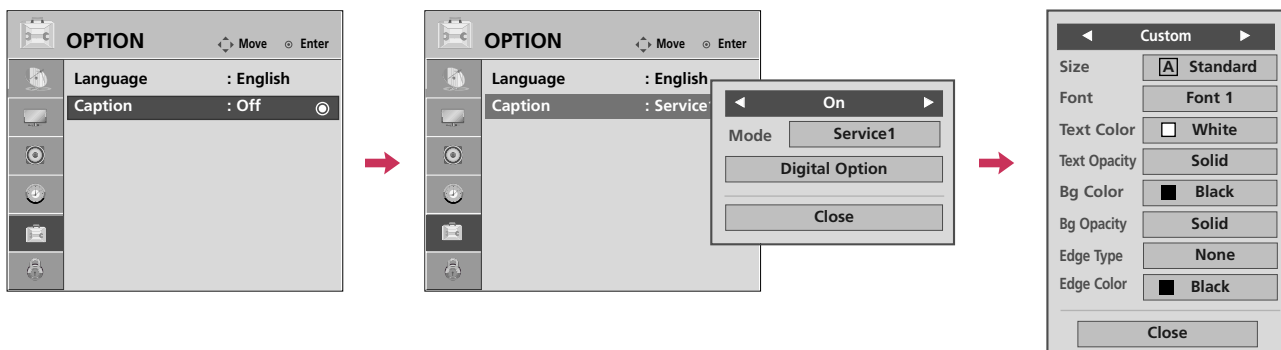 OPTION Move Enter
Language : English
Caption : Off
OPTION Move Enter
Language : English
Caption : Service1
On
Mode Service1
Digital Option
Close
Custom
Size A Standard
Font Font 1
Text Color White
Text Opacity Solid
Bg Color Black
Bg Opacity Solid
Edge Type None
Edge Color Black
Close